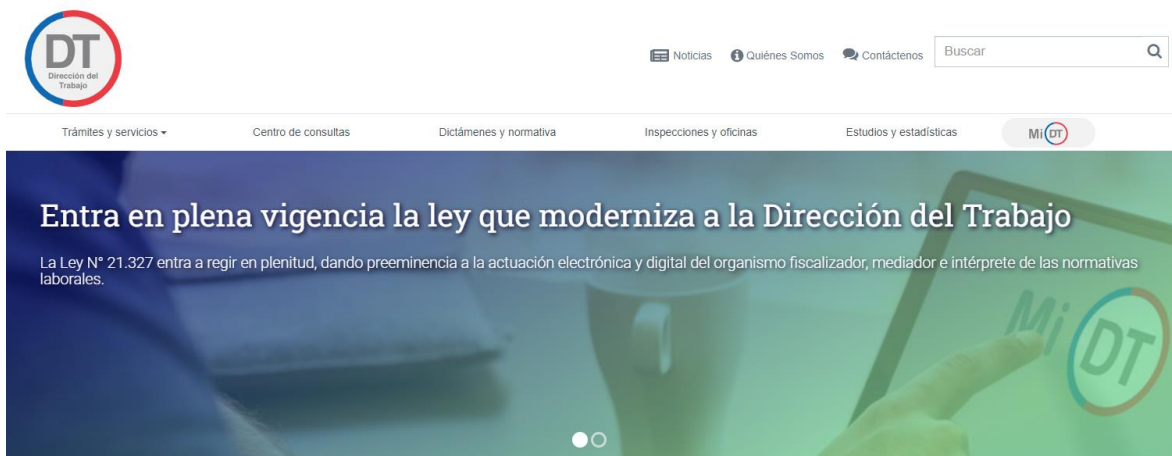 DT
Dirección del
Trabajo
Noticias
Quiénes Somos
Contáctenos
Buscar
Trámites y servicios
Centro de consultas
Dictámenes y normativa
Inspecciones y oficinas
Estudios y estadísticas
Mi DT
Entra en plena vigencia la ley que moderniza a la Dirección del Trabajo
La Ley N° 21.327 entra a regir en plenitud, dando preeminencia a la actuación electrónica y digital del organismo fiscalizador, mediador e intérprete de las normativas
laborales.
Mi DT